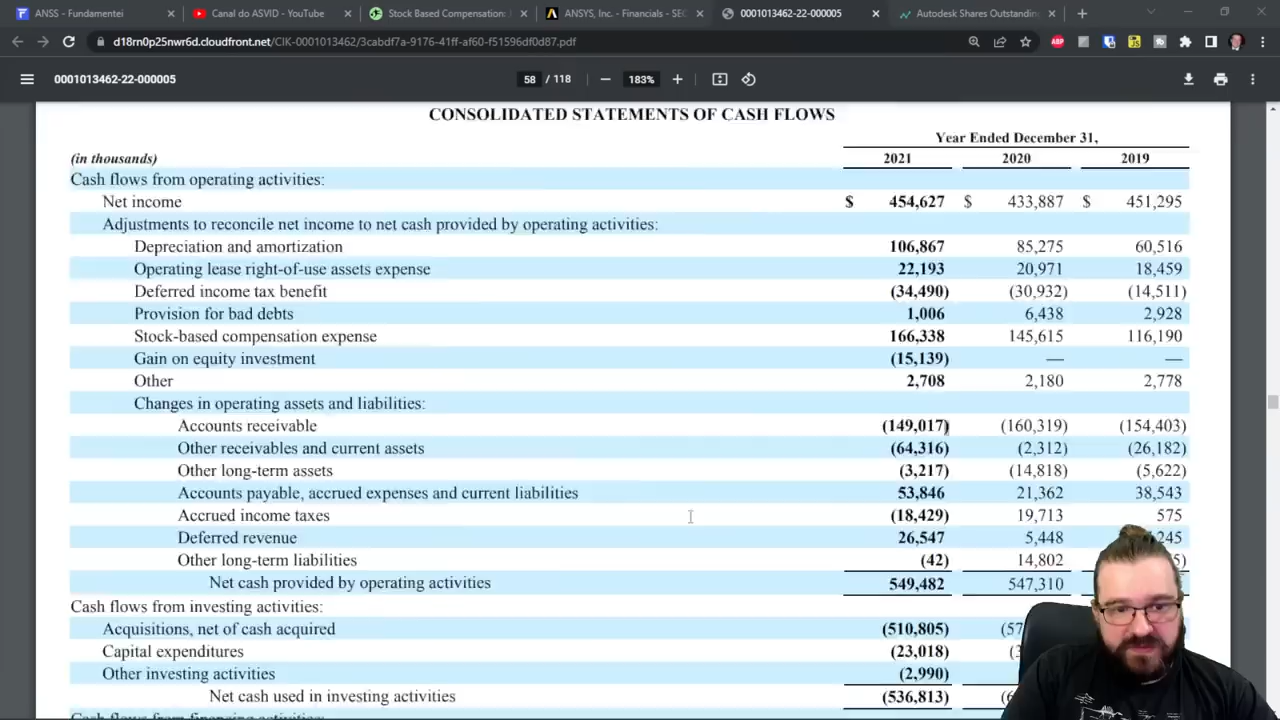 ANSS - Fundamentei
Canal do ASVID - YouTube
Stock Based Compensation:
ANSYS, Inc. - Financials - SEC
0001013462-22-000005
Autodesk Shares Outstandin
d18rn0p25nwr6d.cloudfront.net/CIK-0001013462/3cabdf7a-9176-41ff-af60-f51596df0d87.pdf
0001013462-22-000005 58 / 118 183%
CONSOLIDATED STATEMENTS OF CASH FLOWS
Year Ended December 31,
(in thousands) 2021 2020 2019
Cash flows from operating activities:
Net income $ 454,627 $ 433,887 $ 451,295
Adjustments to reconcile net income to net cash provided by operating activities:
Depreciation and amortization 106,867 85,275 60,516
Operating lease right-of-use assets expense 22,193 20,971 18,459
Deferred income tax benefit (34,490) (30,932) (14,511)
Provision for bad debts 1,006 6,438 2,928
Stock-based compensation expense 166,338 145,615 116,190
Gain on equity investment (15,139) — —
Other 2,708 2,180 2,778
Changes in operating assets and liabilities:
Accounts receivable (149,017) (160,319) (154,403)
Other receivables and current assets (64,316) (2,312) (26,182)
Other long-term assets (3,217) (14,818) (5,622)
Accounts payable, accrued expenses and current liabilities 53,846 21,362 38,543
Accrued income taxes (18,429) 19,713 575
Deferred revenue 26,547 5,448 245
Other long-term liabilities (42) 14,802 5)
Net cash provided by operating activities 549,482 547,310
Cash flows from investing activities:
Acquisitions, net of cash acquired (510,805) (57
Capital expenditures (23,018) (3
Other investing activities (2,990)
Net cash used in investing activities (536,813) (6
Cash flows from financing activities: